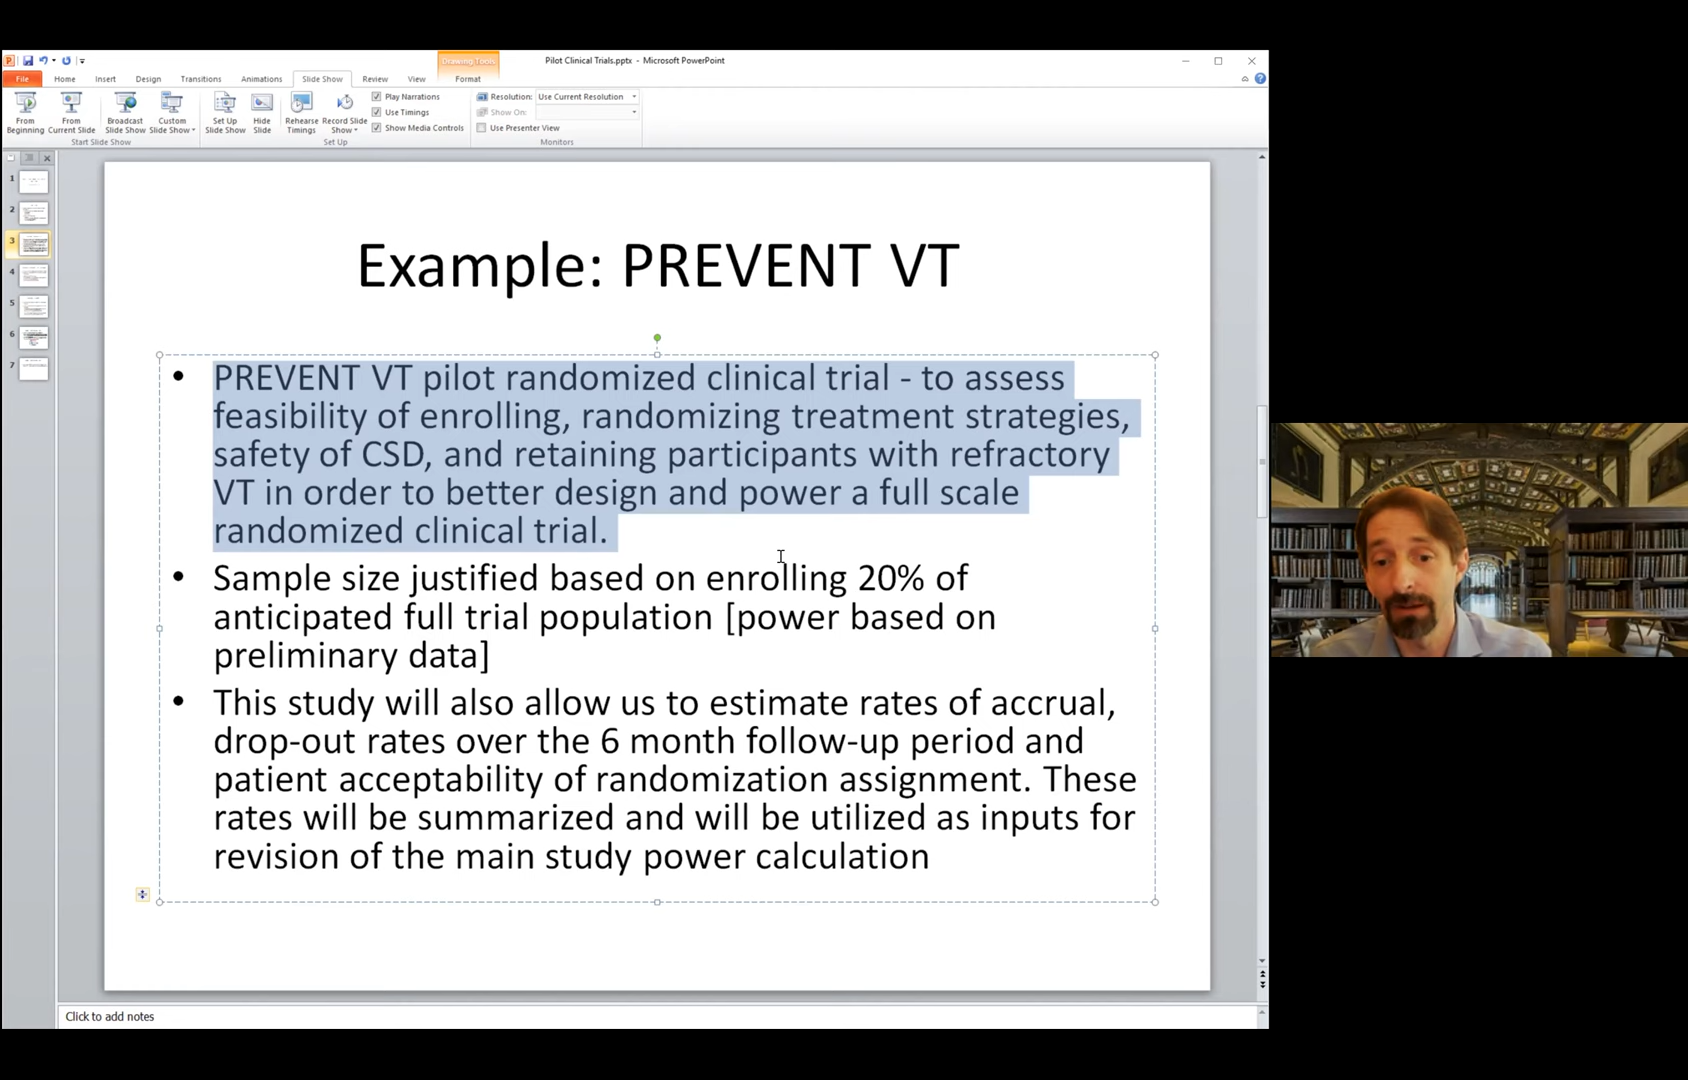 Drawing Tools
Pilot Clinical Trials.pptx - Microsoft PowerPoint
File Home Insert Design Transitions Animations Slide Show Review View Format
From Beginning
From Current Slide
Broadcast Slide Show
Custom Slide Show
Start Slide Show
Set Up Slide Show
Hide Slide
Rehearse Timings
Record Slide Show
Play Narrations
Use Timings
Show Media Controls
Set Up
Resolution: Use Current Resolution
Show On:
Use Presenter View
Monitors
1
2
3
4
5
6
7
Example: PREVENT VT
• PREVENT VT pilot randomized clinical trial - to assess
feasibility of enrolling, randomizing treatment strategies,
safety of CSD, and retaining participants with refractory
VT in order to better design and power a full scale
randomized clinical trial.
• Sample size justified based on enrolling 20% of
anticipated full trial population [power based on
preliminary data]
• This study will also allow us to estimate rates of accrual,
drop-out rates over the 6 month follow-up period and
patient acceptability of randomization assignment. These
rates will be summarized and will be utilized as inputs for
revision of the main study power calculation
Click to add notes